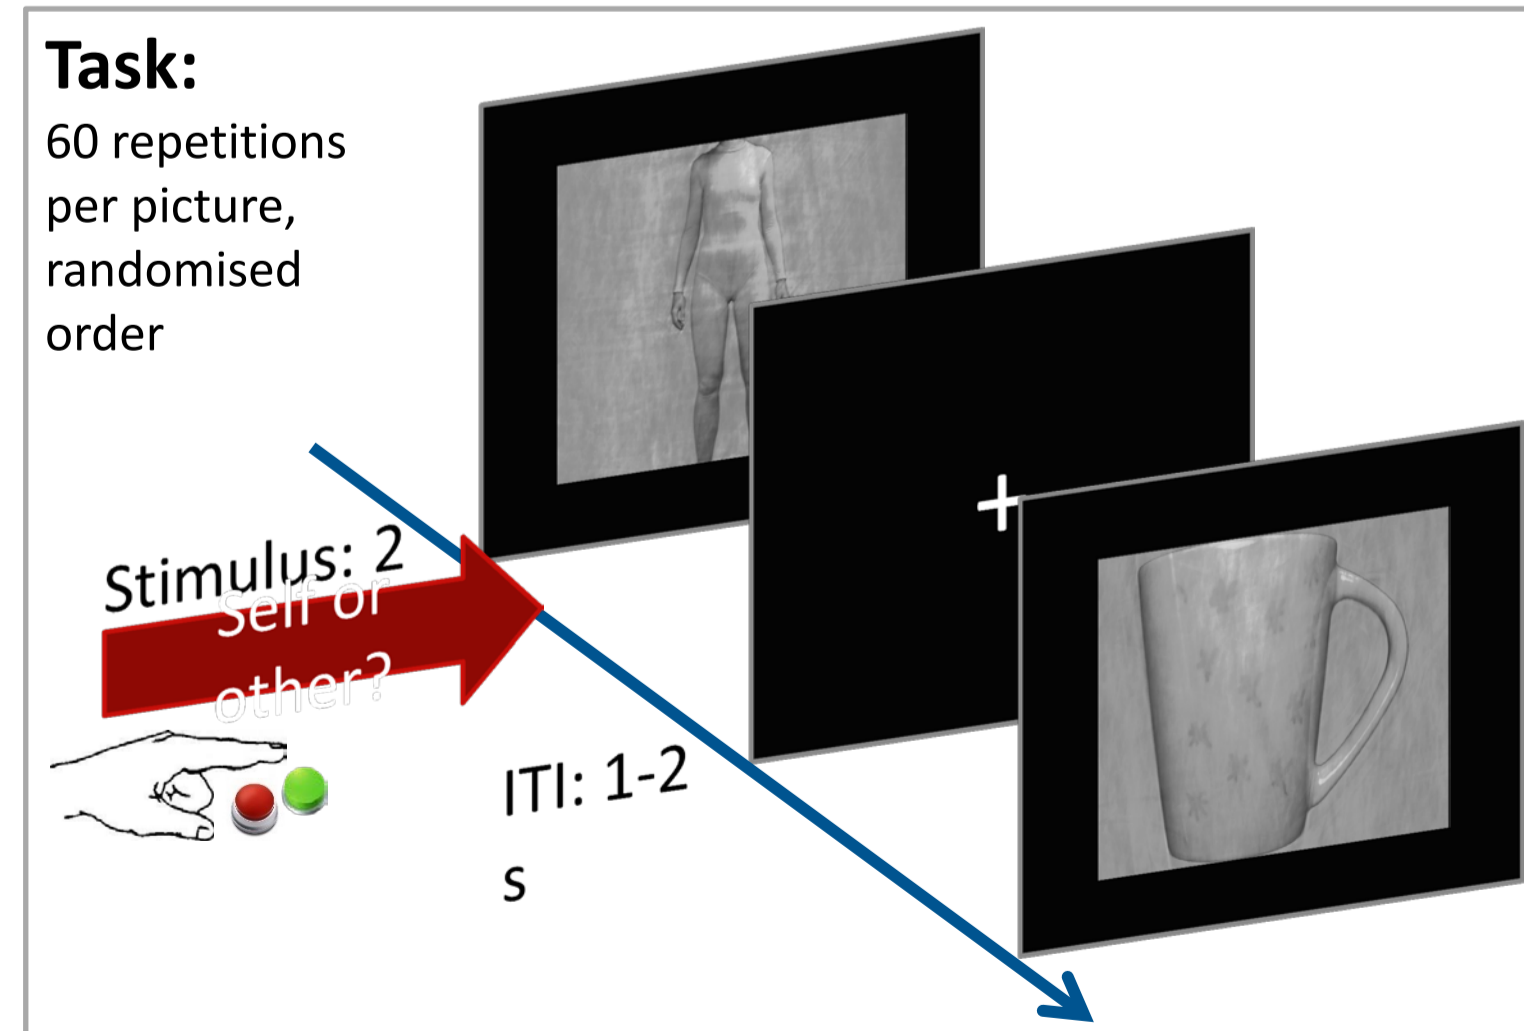 Task:
60 repetitions
per picture,
randomised
order
Stimulus: 2
Self or
other?
ITI: 1-2
s